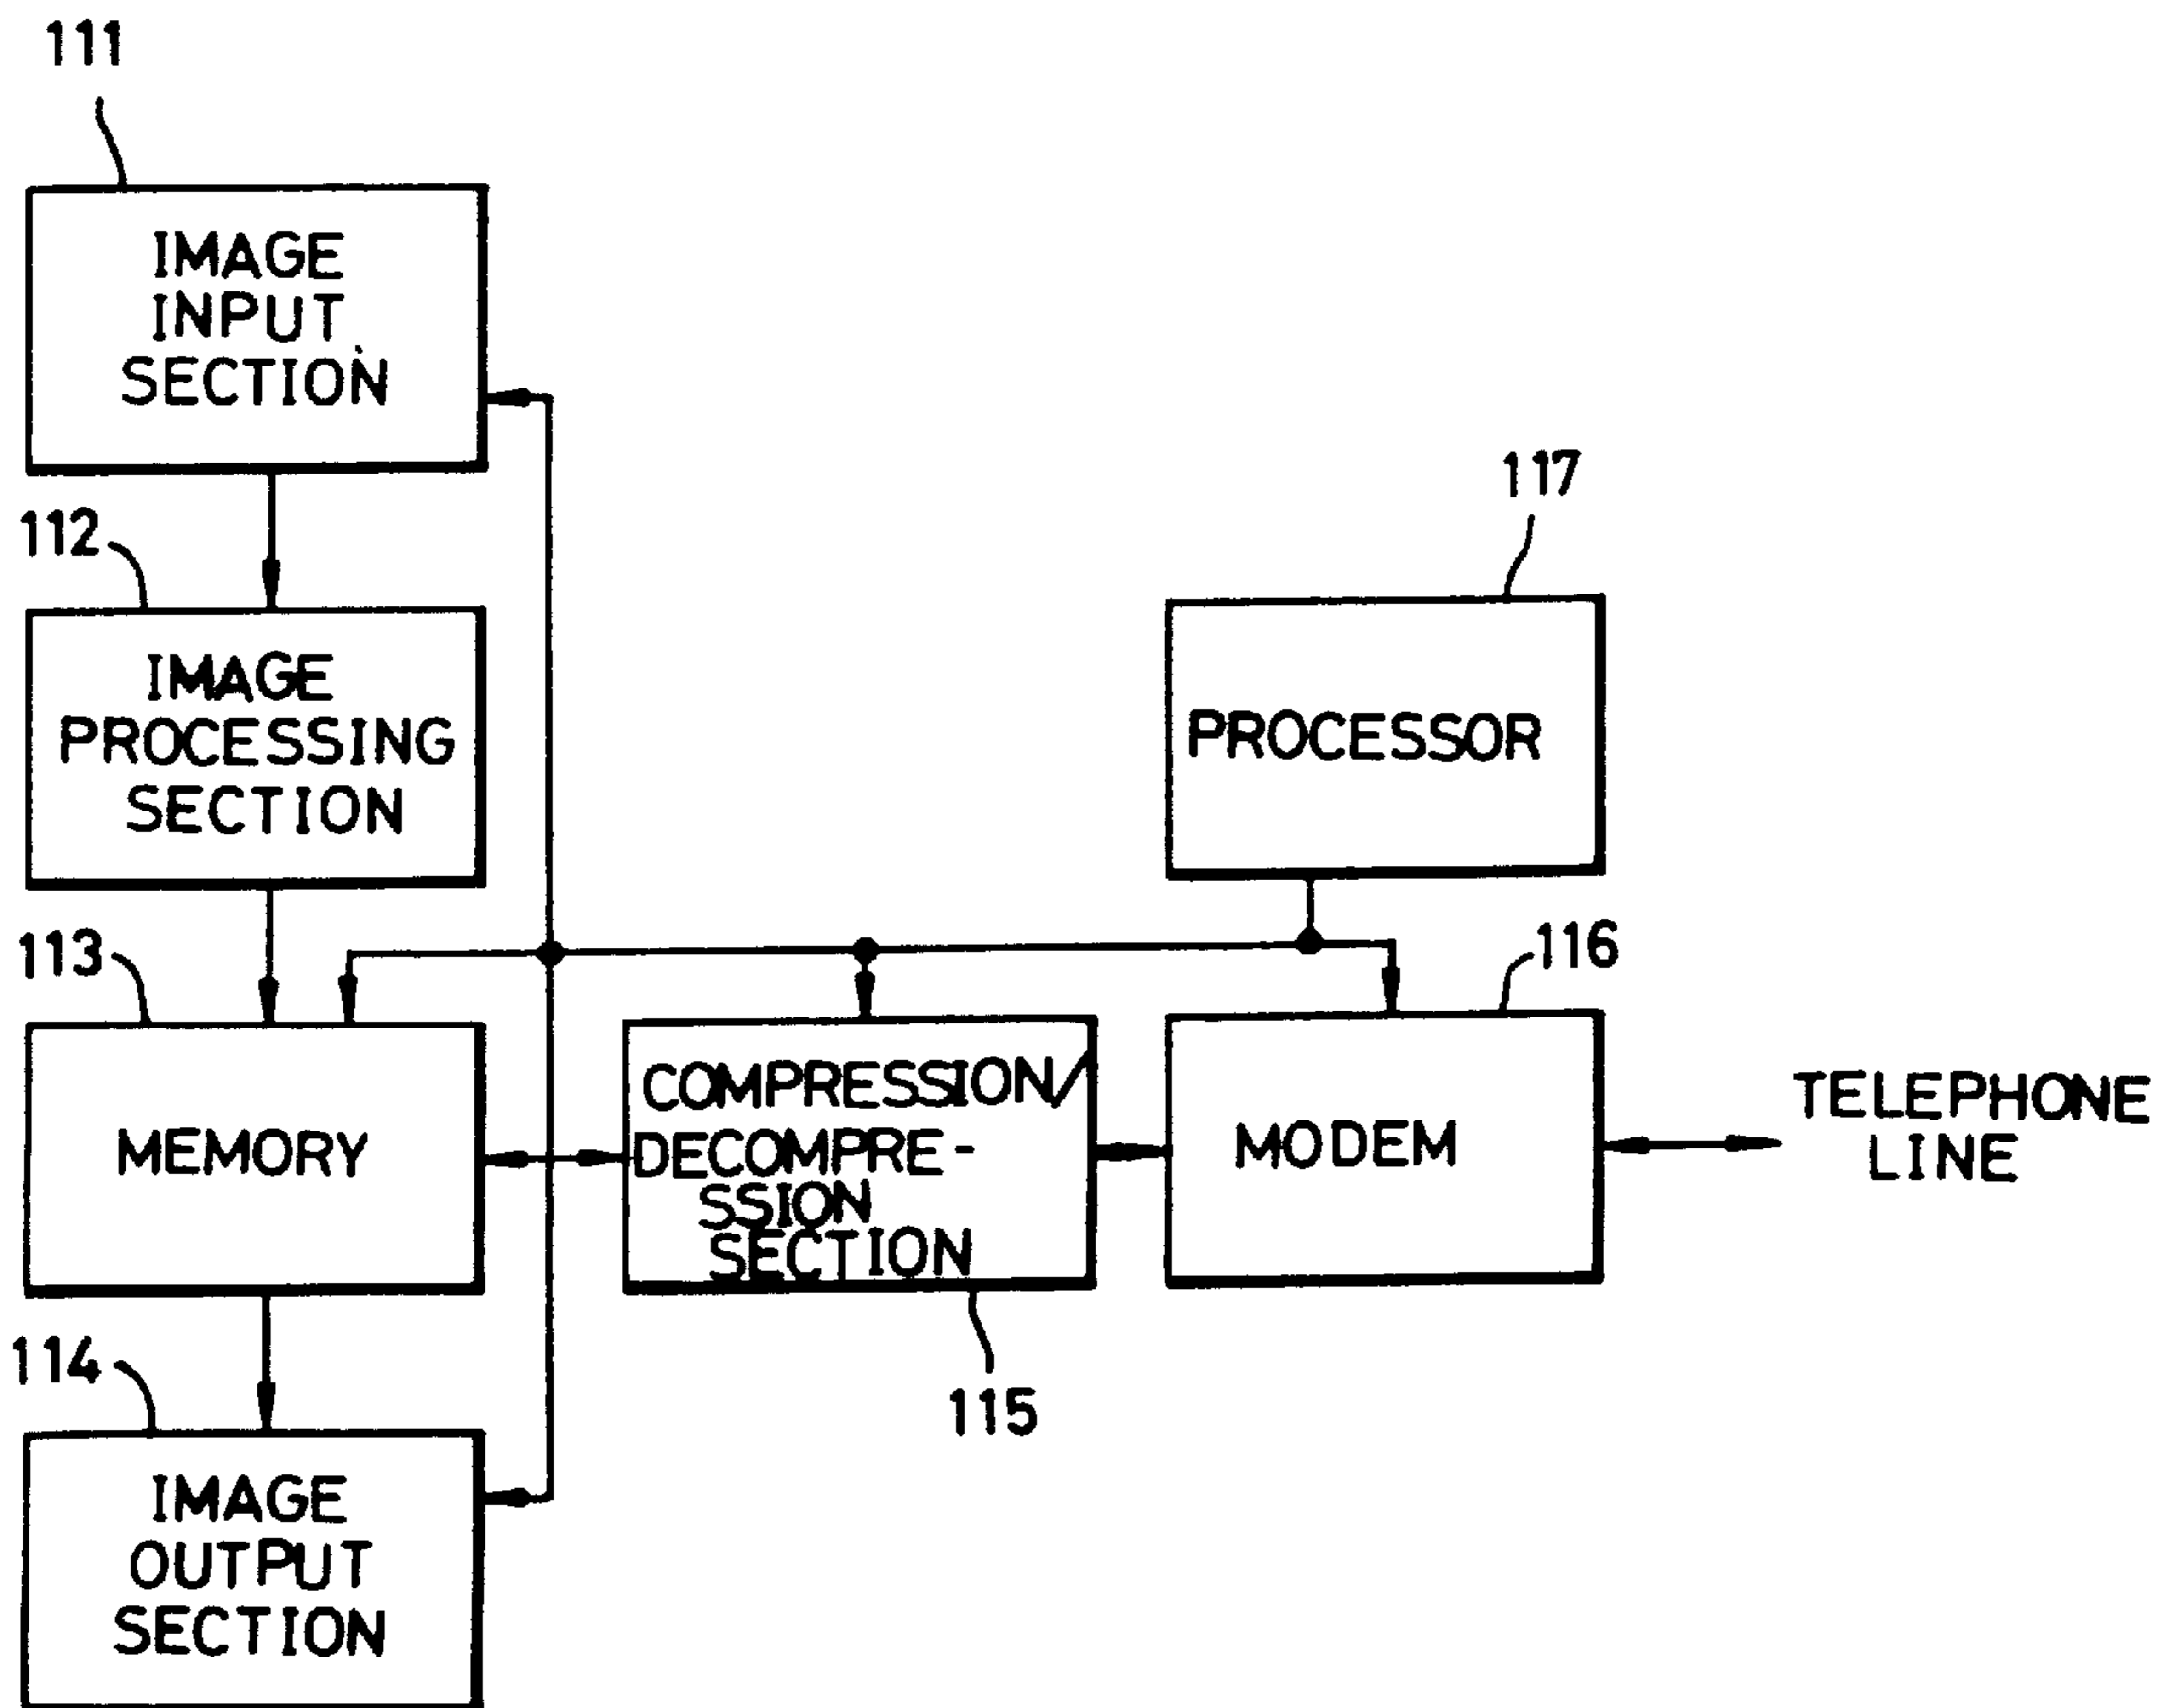 111
IMAGE
INPUT
SECTION
112
IMAGE
PROCESSING
SECTION
117
PROCESSOR
113
MEMORY
COMPRESSION/
DECOMPRE-
SSION
SECTION
115
116
MODEM
TELEPHONE
LINE
114
IMAGE
OUTPUT
SECTION